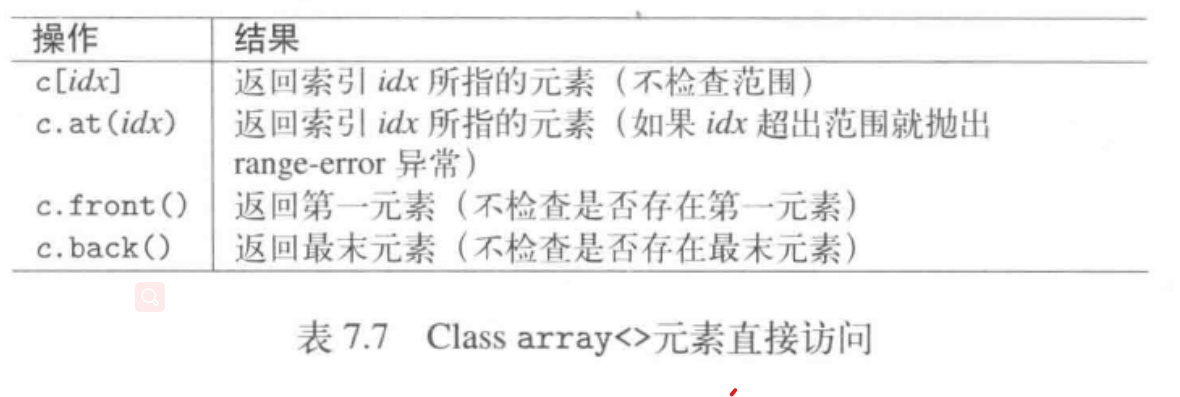 操作 结果
c[idx] 返回索引 idx 所指的元素（不检查范围）
c.at(idx) 返回索引 idx 所指的元素（如果 idx 超出范围就抛出
range-error 异常）
c.front() 返回第一元素（不检查是否存在第一元素）
c.back() 返回最末元素（不检查是否存在最末元素）
表 7.7 Class array<>元素直接访问